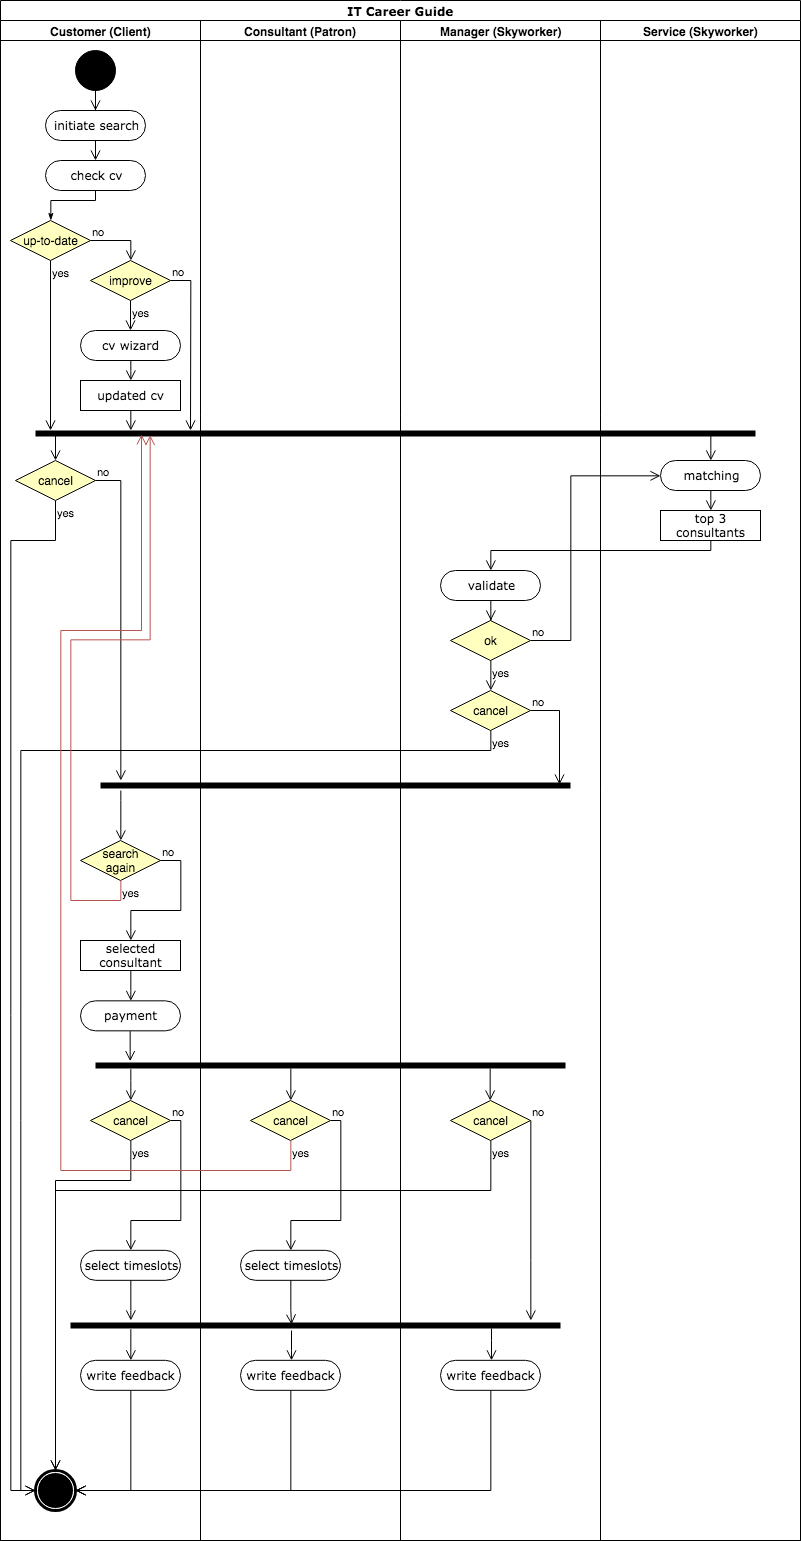 IT Career Guide
Customer (Client)
Consultant (Patron)
Manager (Skyworker)
Service (Skyworker)
initiate search
check cv
up-to-date
no
yes
improve
no
yes
cv wizard
updated cv
cancel
no
yes
matching
top 3
consultants
validate
ok
no
yes
cancel
no
yes
search
again
no
yes
selected
consultant
payment
cancel
no
yes
cancel
no
yes
cancel
no
yes
select timeslots
select timeslots
write feedback
write feedback
write feedback